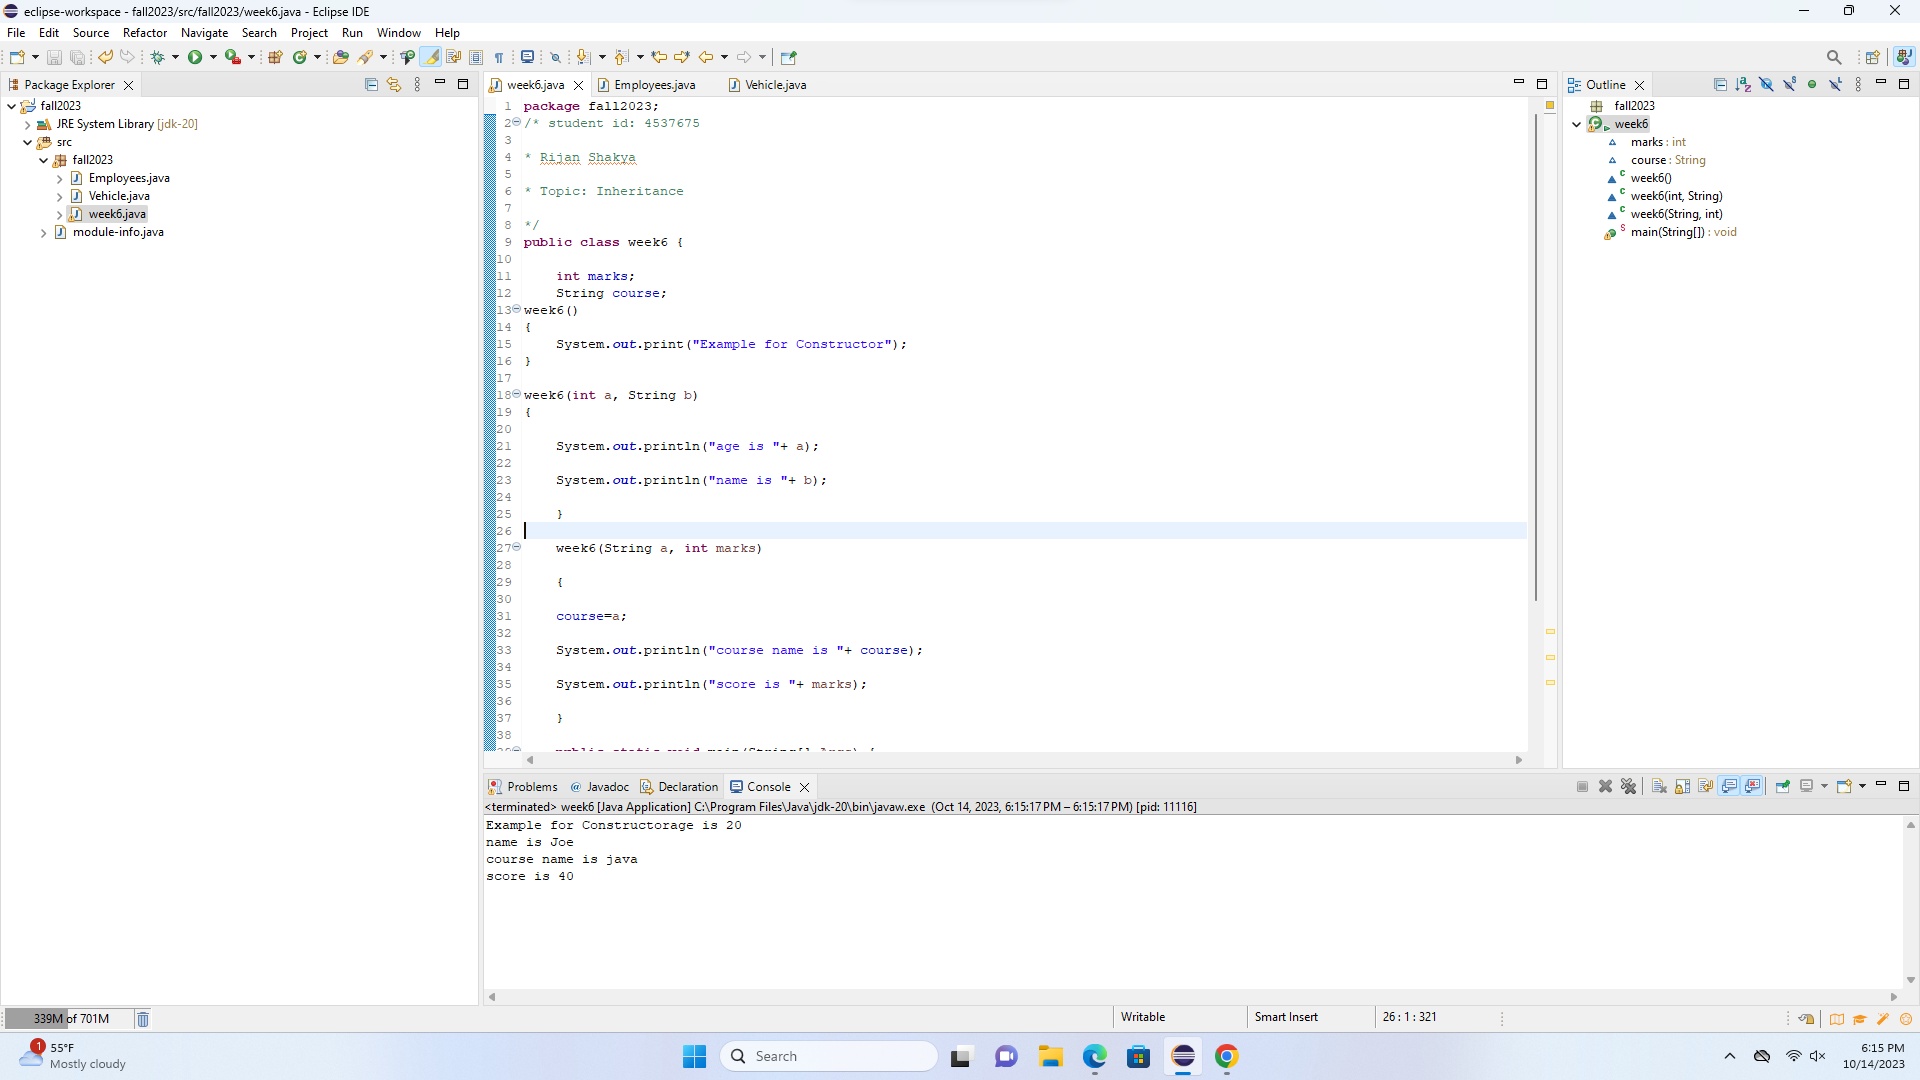 eclipse-workspace - fall2023/src/fall2023/week6.java - Eclipse IDE
File Edit Source Refactor Navigate Search Project Run Window Help
Package Explorer
fall2023
JRE System Library [jdk-20]
src
fall2023
Employees.java
Vehicle.java
week6.java
module-info.java
week6.java Employees.java Vehicle.java
1 package fall2023;
2 /* student id: 4537675
3
4 * Rijan Shakya
5
6 * Topic: Inheritance
7
8 */
9 public class week6 {
10
11 int marks;
12 String course;
13 week6()
14 {
15 System.out.print("Example for Constructor");
16 }
17
18 week6(int a, String b)
19 {
20
21 System.out.println("age is "+ a);
22
23 System.out.println("name is "+ b);
24
25 }
26
27 week6(String a, int marks)
28
29 {
30
31 course=a;
32
33 System.out.println("course name is "+ course);
34
35 System.out.println("score is "+ marks);
36
37 }
38
39 public static void main(String[] Args) {
Outline
fall2023
week6
marks : int
course : String
week6()
week6(int, String)
week6(String, int)
main(String[]) : void
Problems @ Javadoc Declaration Console
<terminated> week6 [Java Application] C:\Program Files\Java\jdk-20\bin\javaw.exe (Oct 14, 2023, 6:15:17 PM – 6:15:17 PM) [pid: 11116]
Example for Constructorage is 20
name is Joe
course name is java
score is 40
339M of 701M
Writable
Smart Insert
26 : 1 : 321
1
55°F
Mostly cloudy
Search
6:15 PM
10/14/2023